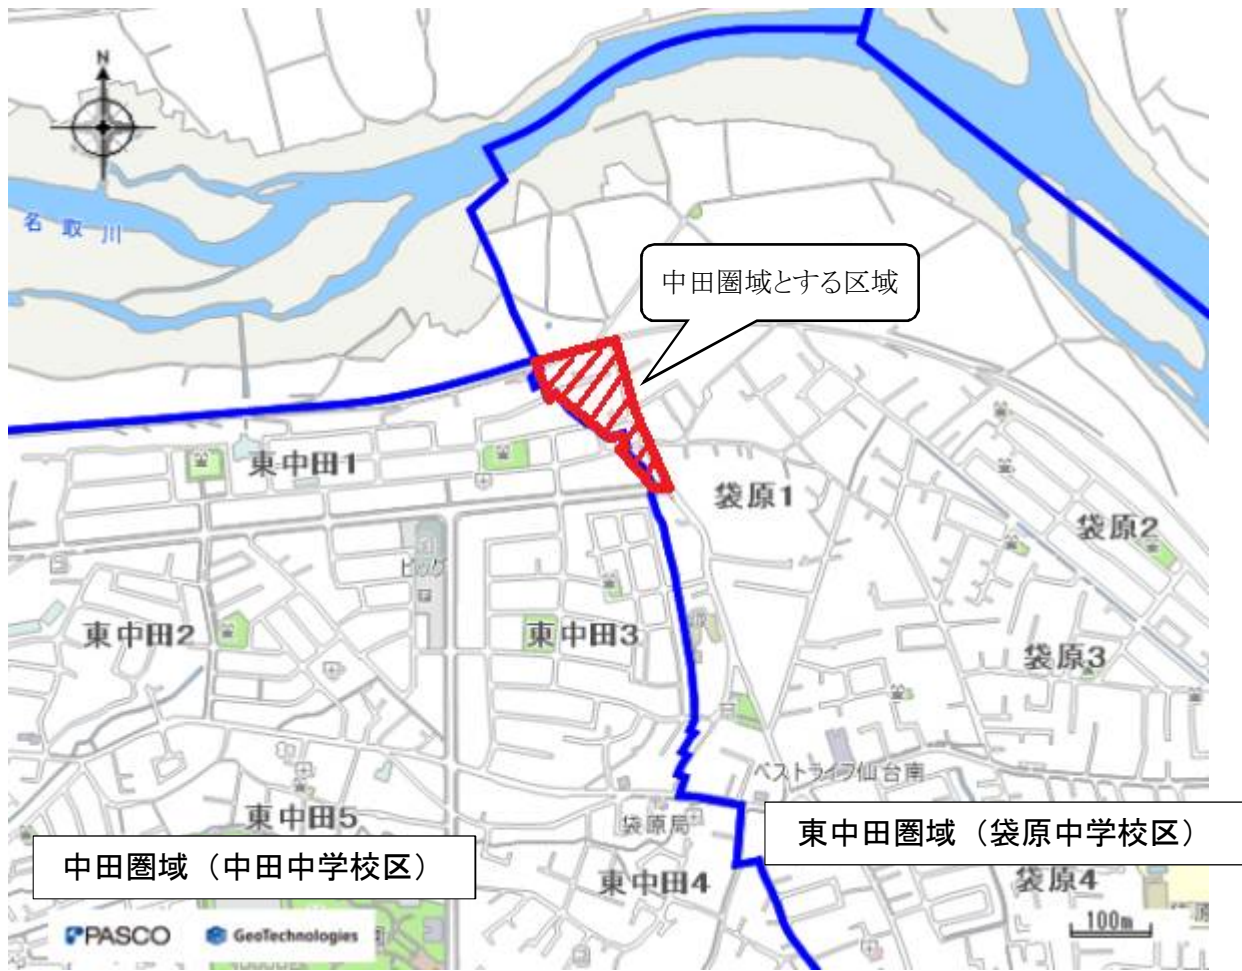 N
名取川
中田圏域とする区域
東中田1
袋原1
袋原2
ビッグ
東中田2
東中田3
袋原3
ベストライフ仙台南
東中田5
袋原局
東中田圏域（袋原中学校区）
中田圏域（中田中学校区）
東中田4
袋原4
PASCO
GeoTechnologies
100m